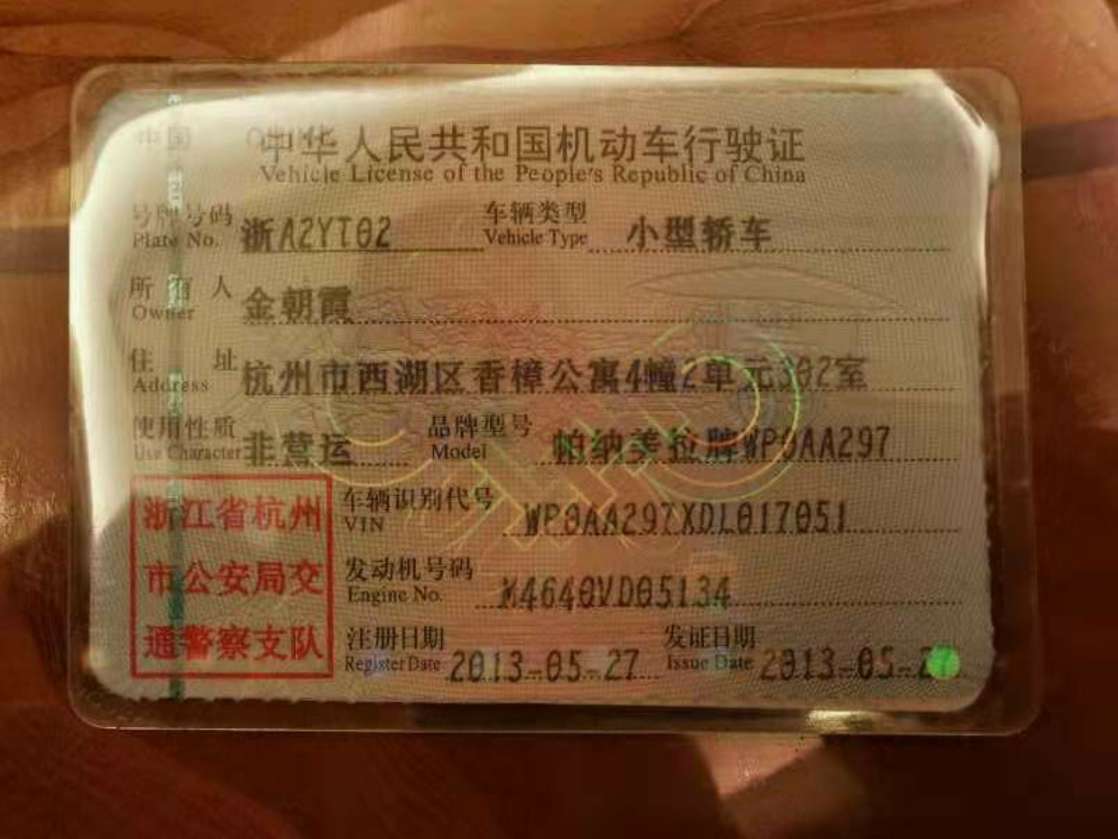 中华人民共和国机动车行驶证
Vehicle License of the People's Republic of China
号牌号码 浙A2YT02 车辆类型 小型轿车
Plate No. Vehicle Type
所有人 金朝霞
Owner
住址 杭州市西湖区香樟公寓4幢2单元302室
Address
使用性质 非营运 品牌型号 帕纳美拉牌WP0AA297
Use Character Model
浙江省杭州
市公安局交
通警察支队
车辆识别代号 WP0AA297XDL017051
VIN
发动机号码 M4640VD05134
Engine No.
注册日期 2013-05-27 发证日期 2013-05-
Register Date Issue Date